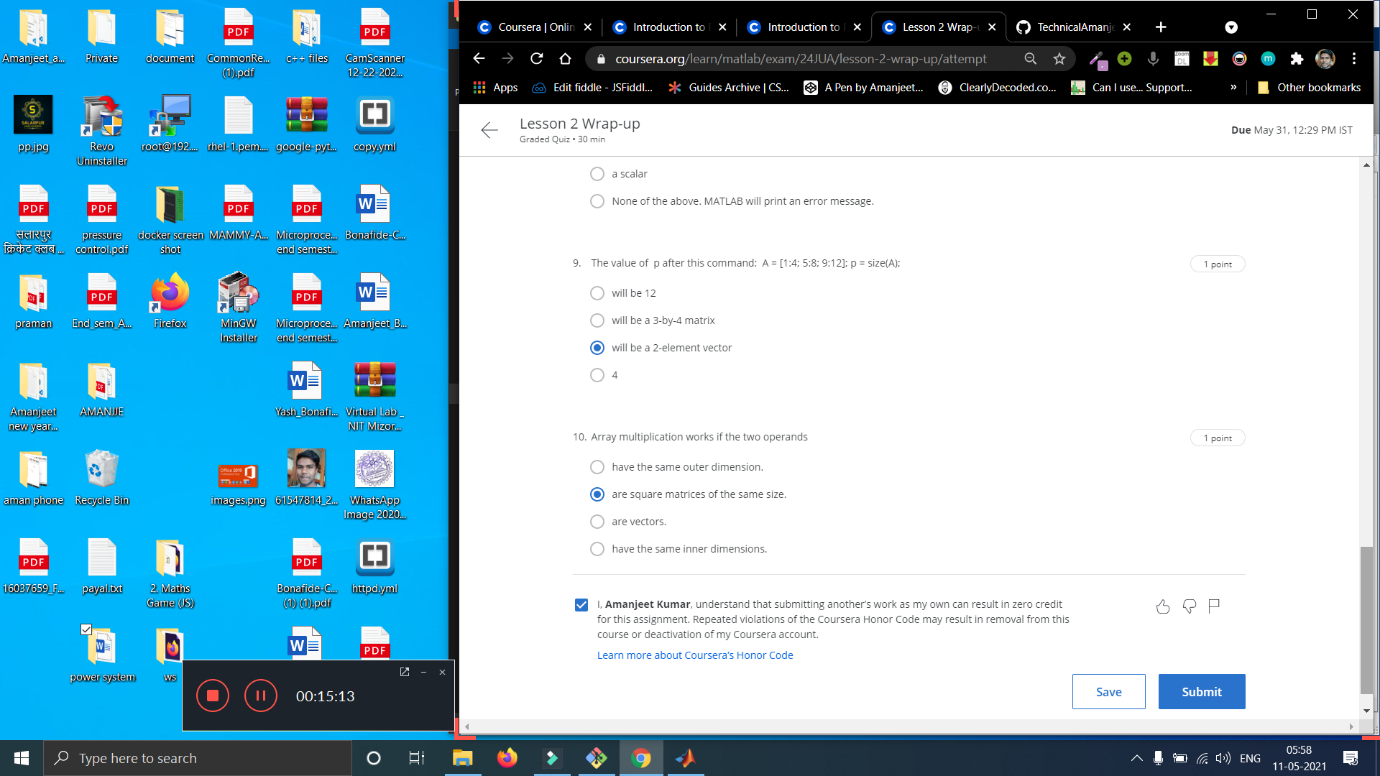 Amanjeet_a...
Private
document
CommonRe...
(1).pdf
c++ files
CamScanner
12-22-202...
pp.jpg
Revo
Uninstaller
root@192....
rhel-1.pem....
google-pyt...
copy.yml
सलारपुर
क्रिकेट क्लब ...
pressure
control.pdf
docker screen
shot
MAMMY-A...
Microproce...
end semest...
Bonafide-C...
praman
End_sem_A...
Firefox
MinGW
Installer
Microproce...
end semest...
Amanjeet_B...
Amanjeet
new year...
AMANJJE
Yash_Bonafi...
Virtual Lab _
NIT Mizor...
aman phone
Recycle Bin
images.png
61547814_2...
WhatsApp
Image 2020...
16037659_F...
payal.txt
2. Maths
Game (JS)
Bonafide-C...
(1) (1).pdf
httpd.yml
power system
ws
00:15:13
Coursera | Onlin
Introduction to
Introduction to
Lesson 2 Wrap-
TechnicalAmanj
coursera.org/learn/matlab/exam/24JUA/lesson-2-wrap-up/attempt
Apps
Edit fiddle - JSFiddl...
Guides Archive | CS...
A Pen by Amanjeet...
ClearlyDecoded.co...
Can I use... Support...
»
Other bookmarks
Lesson 2 Wrap-up
Graded Quiz • 30 min
Due May 31, 12:29 PM IST
a scalar
None of the above. MATLAB will print an error message.
9. The value of p after this command: A = [1:4; 5:8; 9:12]; p = size(A);
1 point
will be 12
will be a 3-by-4 matrix
will be a 2-element vector
4
10. Array multiplication works if the two operands
1 point
have the same outer dimension.
are square matrices of the same size.
are vectors.
have the same inner dimensions.
I, Amanjeet Kumar, understand that submitting another's work as my own can result in zero credit
for this assignment. Repeated violations of the Coursera Honor Code may result in removal from this
course or deactivation of my Coursera account.
Learn more about Coursera's Honor Code
Save
Submit
Type here to search
ENG
05:58
11-05-2021